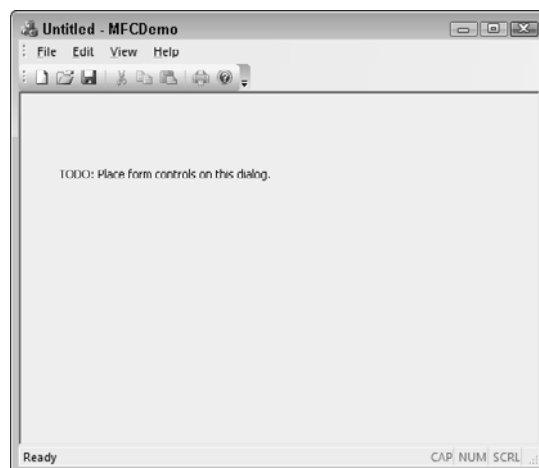 Untitled - MFCDemo
File Edit View Help
TODO: Place form controls on this dialog.
Ready CAP NUM SCRL